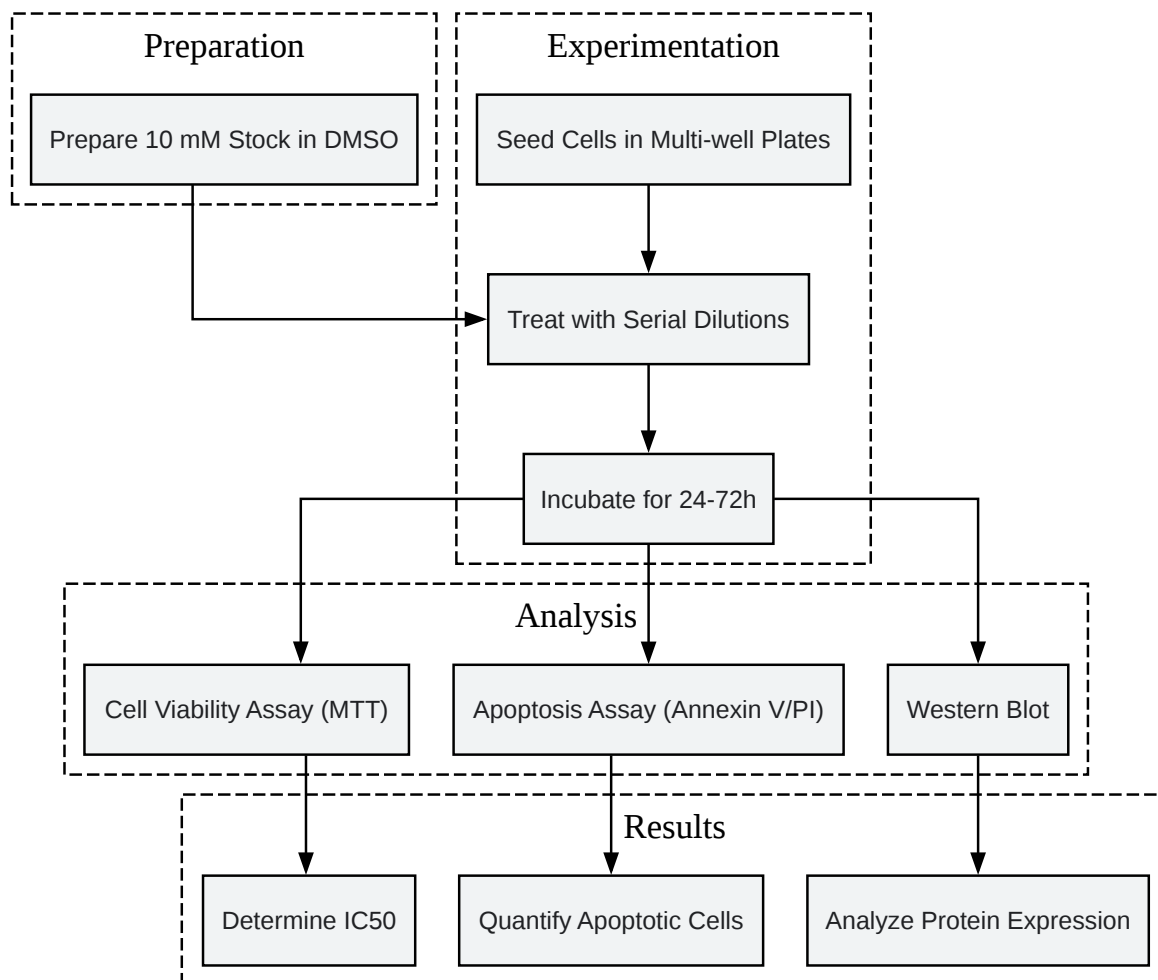 Preparation
Experimentation
Prepare 10 mM Stock in DMSO
Seed Cells in Multi-well Plates
Treat with Serial Dilutions
Incubate for 24-72h
Analysis
Cell Viability Assay (MTT)
Apoptosis Assay (Annexin V/PI)
Western Blot
Results
Determine IC50
Quantify Apoptotic Cells
Analyze Protein Expression